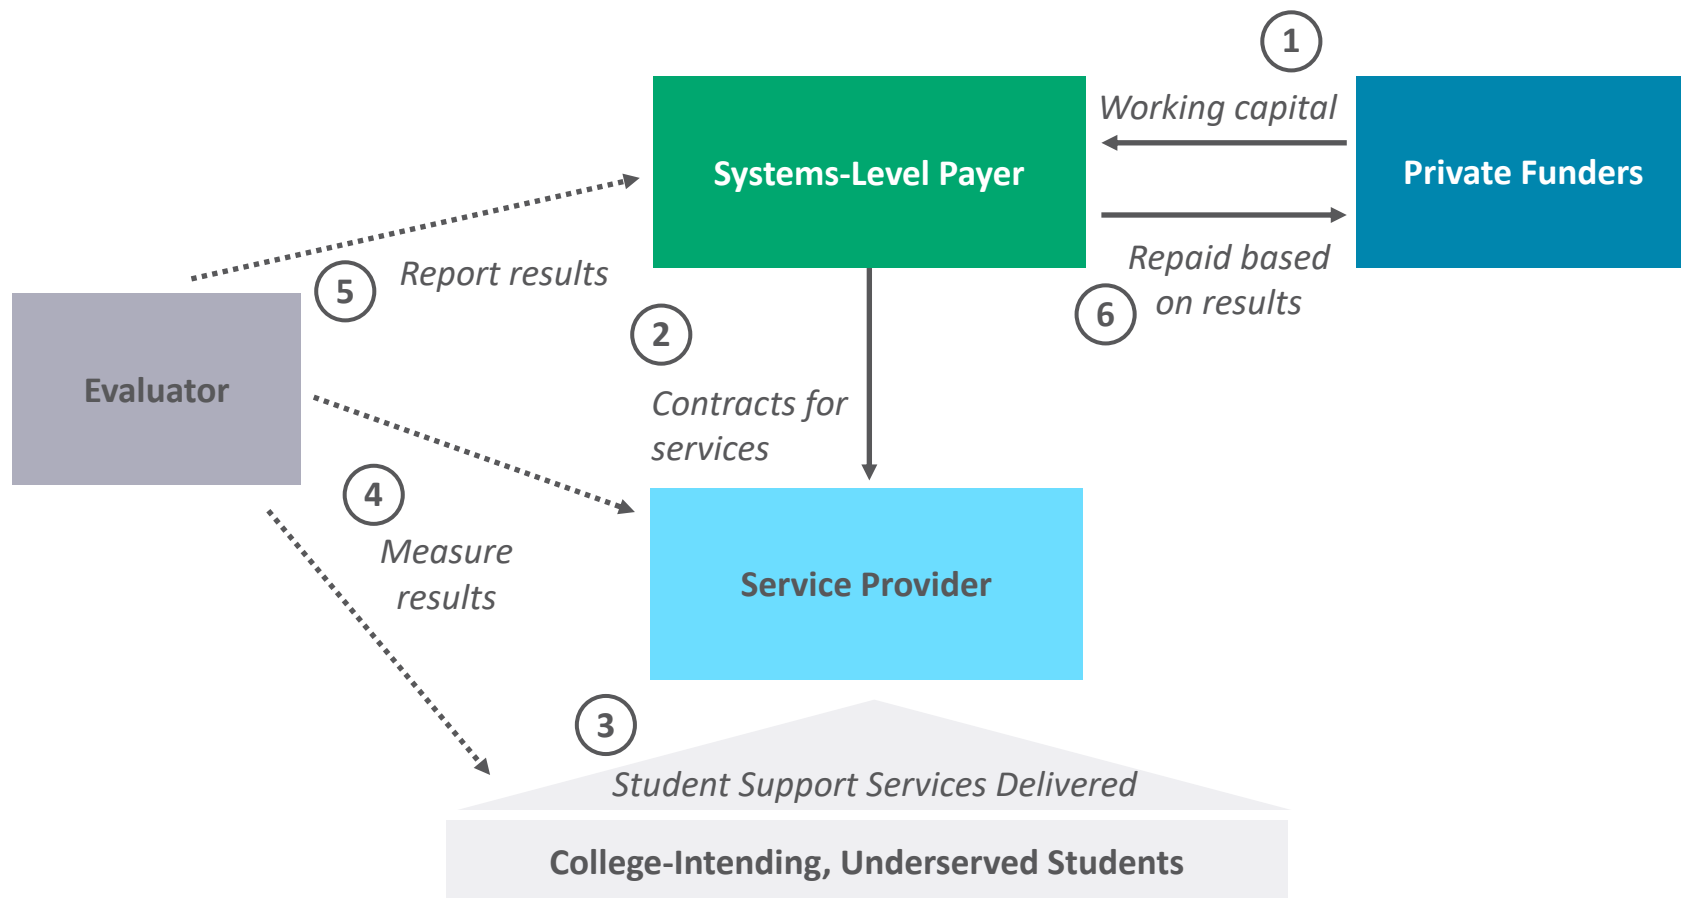 1
Working capital
Systems-Level Payer
Private Funders
Repaid based
on results
6
5
Report results
2
Contracts for
services
Evaluator
4
Measure
results
Service Provider
3
Student Support Services Delivered
College-Intending, Underserved Students